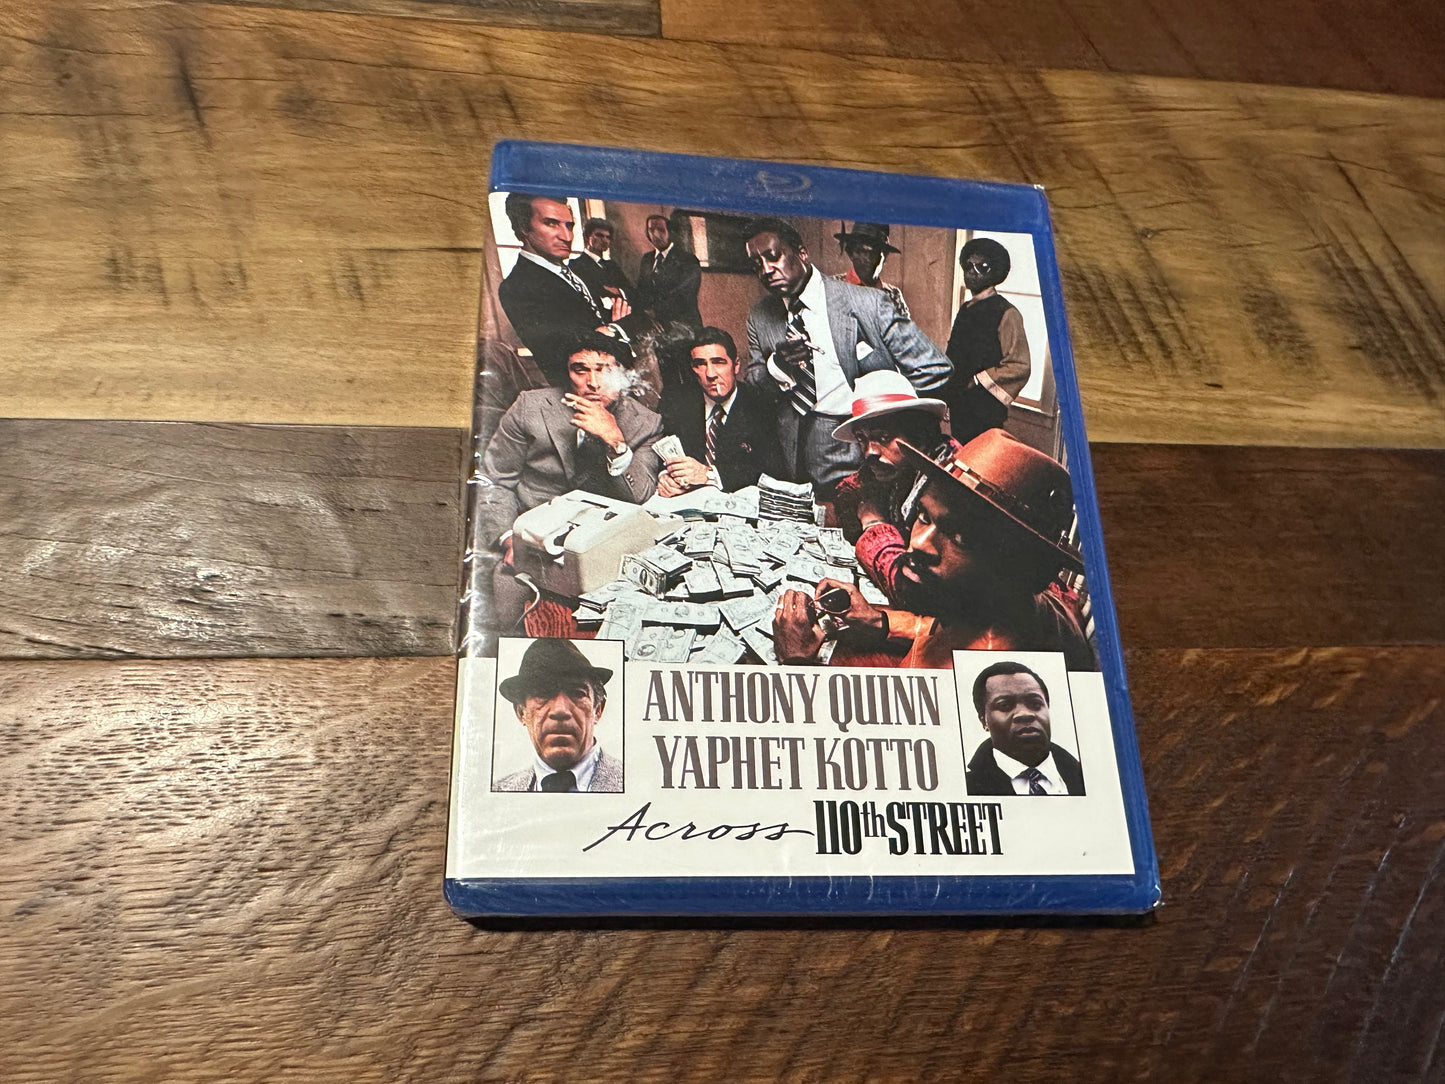 ANTHONY QUINN
YAPHET KOTTO
Across 110th STREET